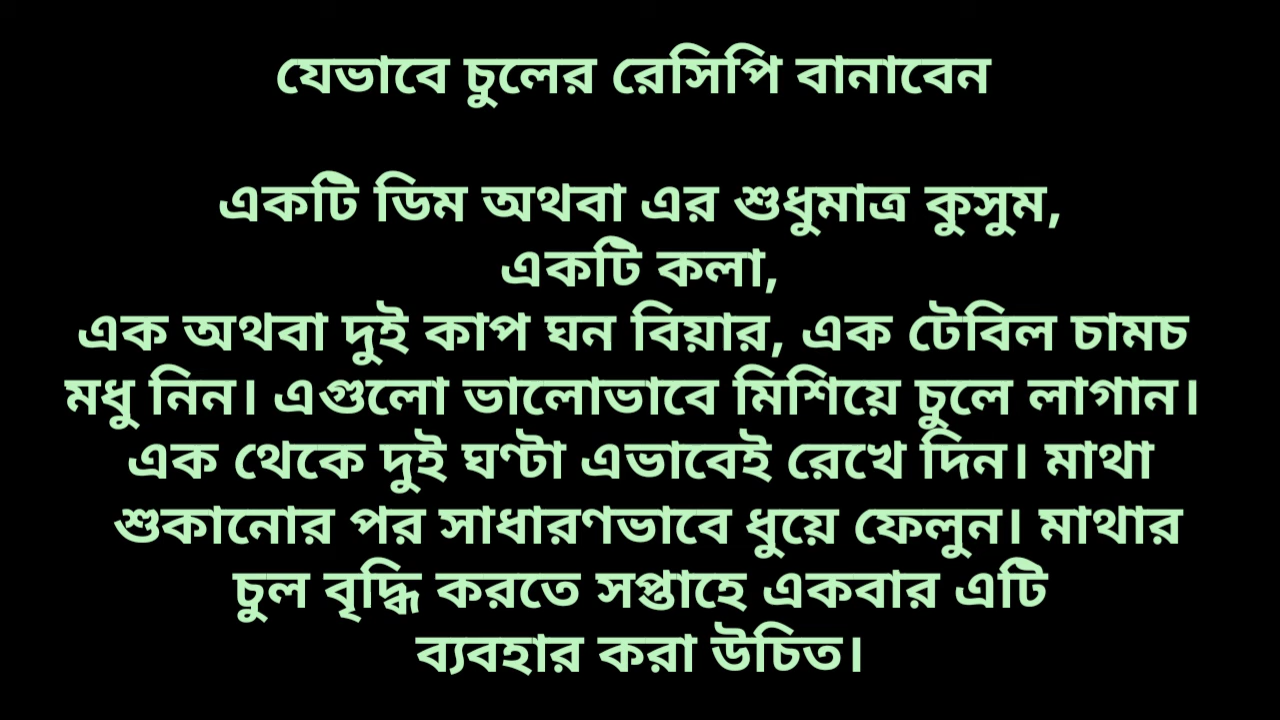 যেভাবে চুলের রেসিপি বানাবেন
একটি ডিম অথবা এর শুধুমাত্র কুসুম,
একটি কলা,
এক অথবা দুই কাপ ঘন বিয়ার, এক টেবিল চামচ
মধু নিন। এগুলো ভালোভাবে মিশিয়ে চুলে লাগান।
এক থেকে দুই ঘণ্টা এভাবেই রেখে দিন। মাথা
শুকানোর পর সাধারণভাবে ধুয়ে ফেলুন। মাথার
চুল বৃদ্ধি করতে সপ্তাহে একবার এটি
ব্যবহার করা উচিত।